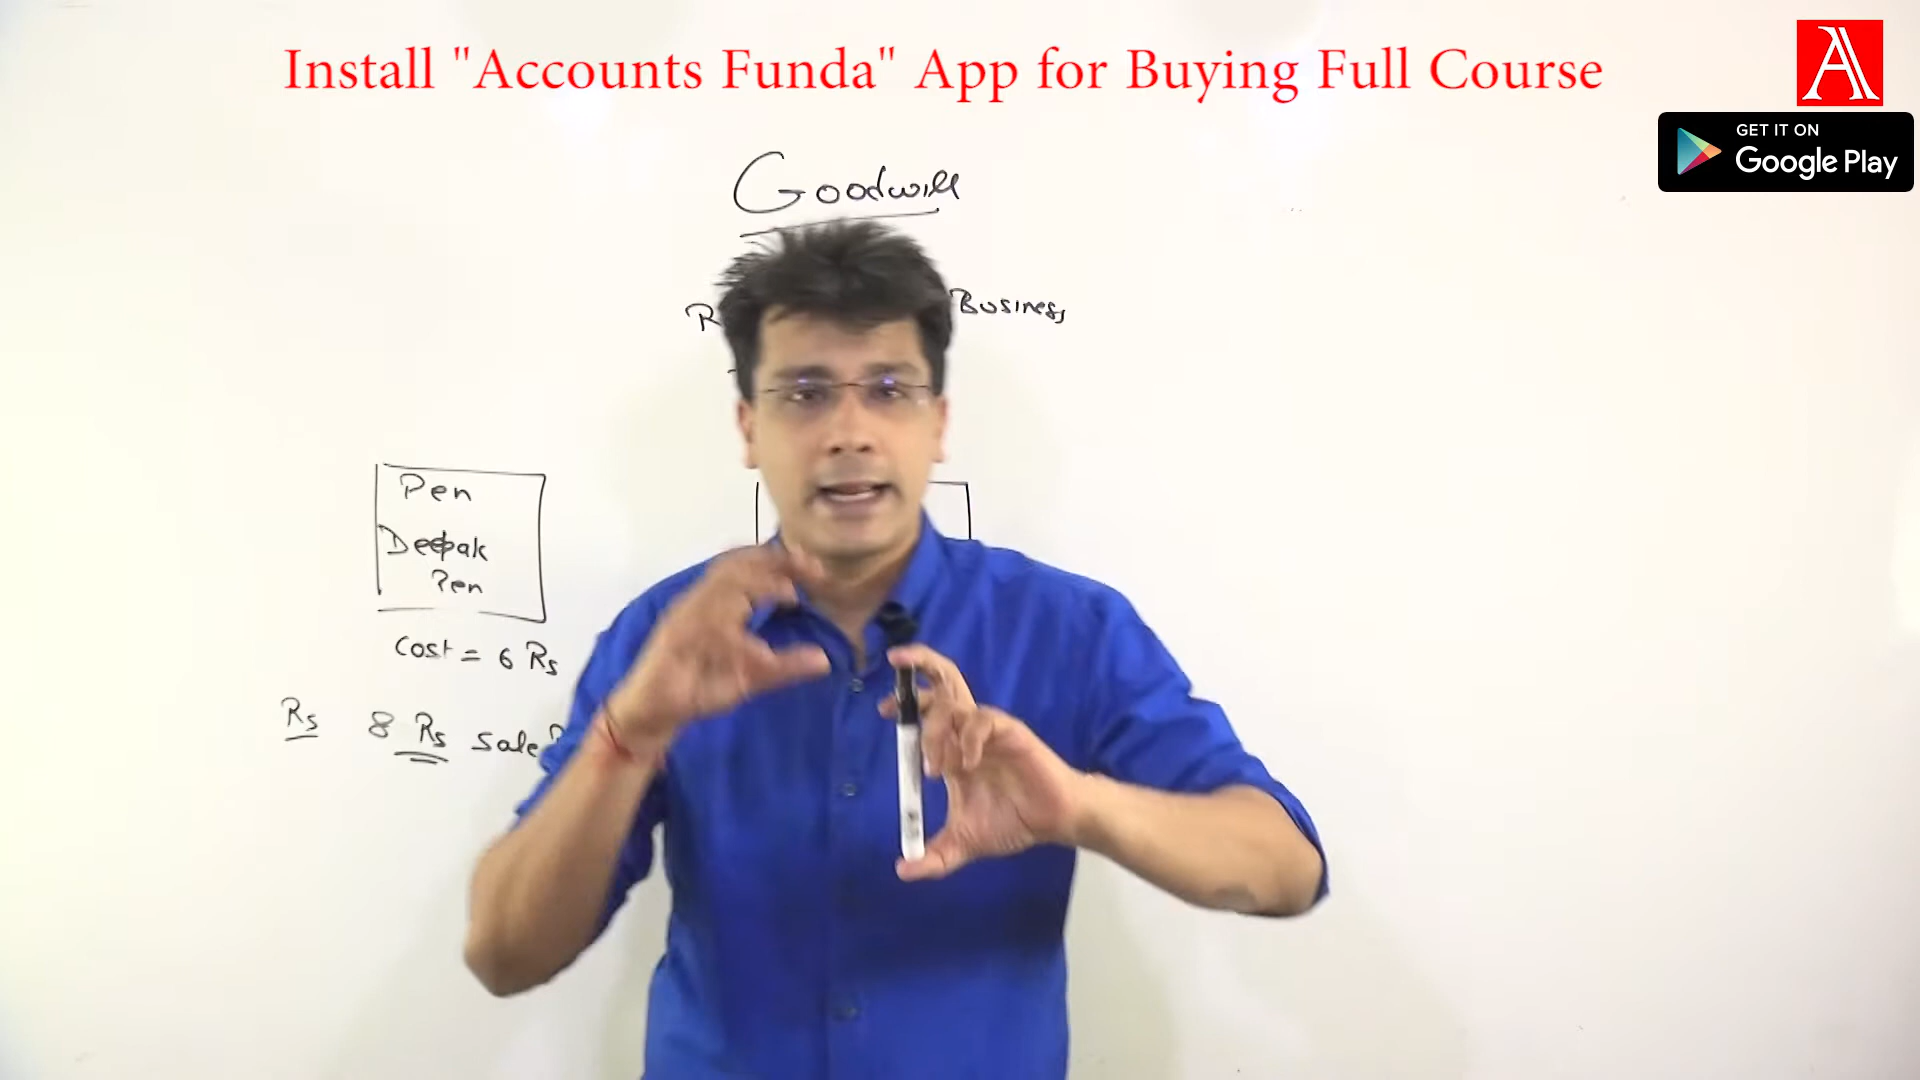 Install "Accounts Funda" App for Buying Full Course
GET IT ON
Google Play
Goodwill
Business
Pen
Deepak
Pen
Cost = 6 Rs
Rs 8 Rs sale